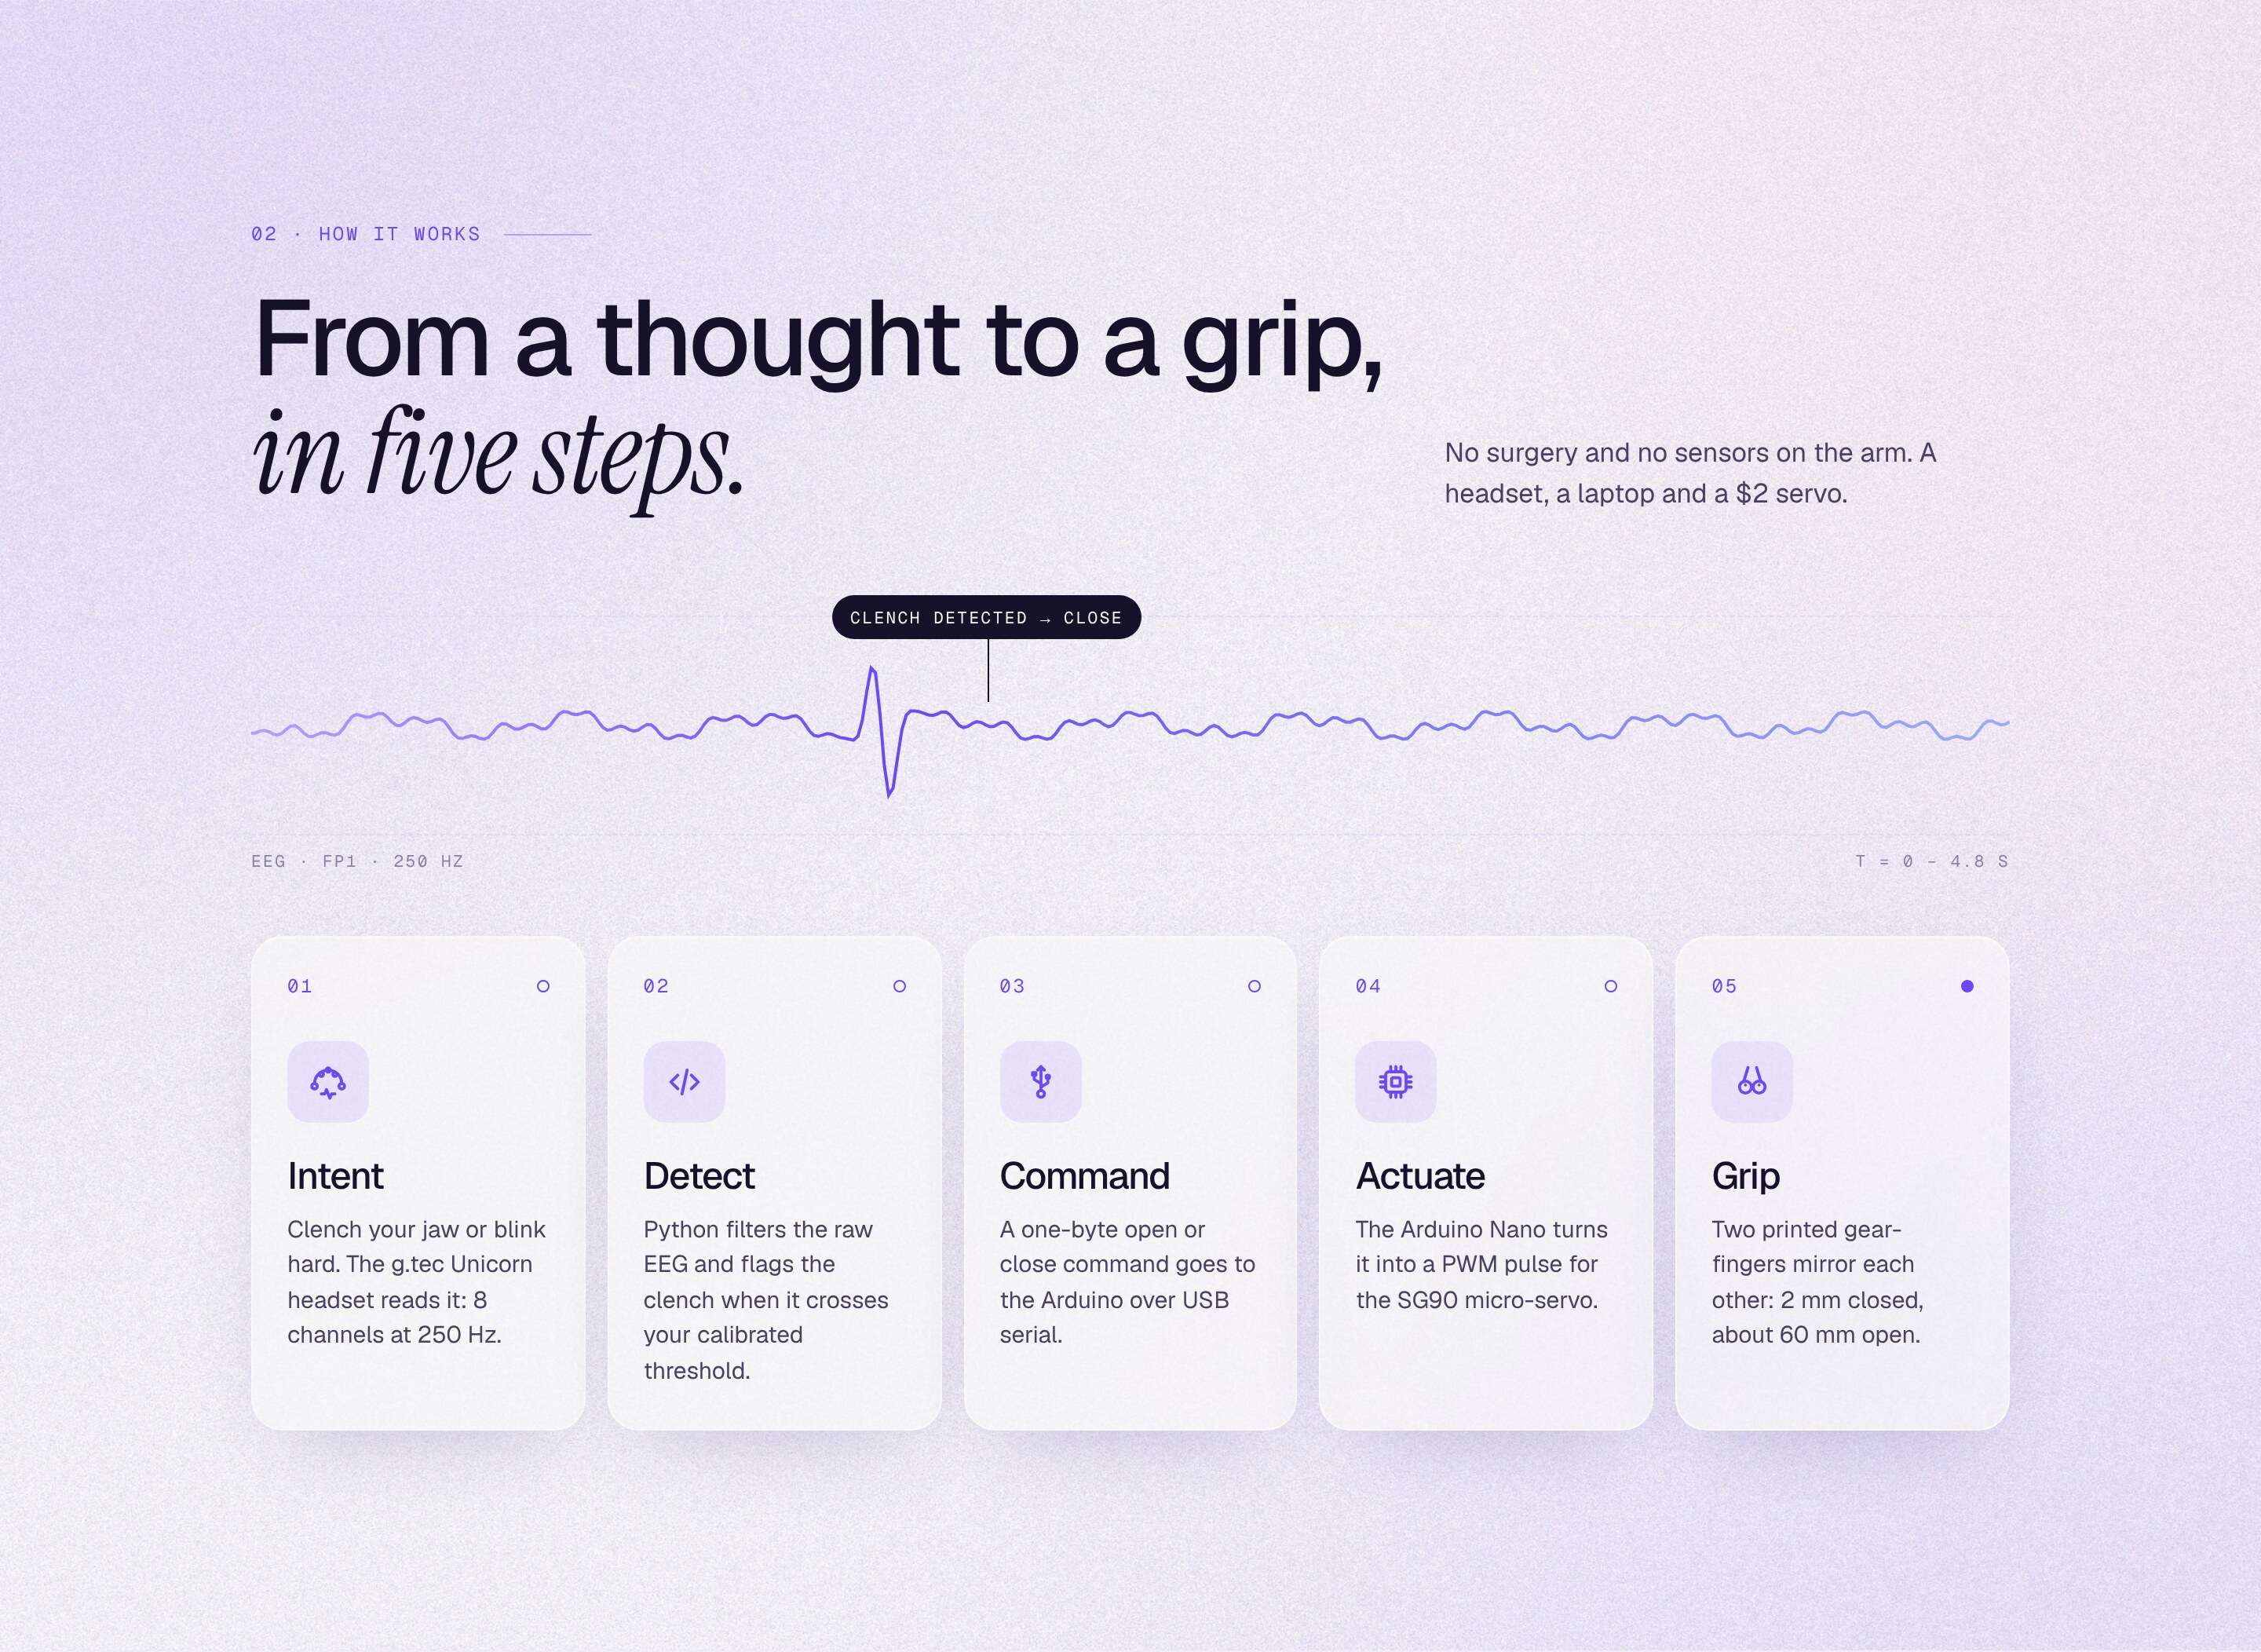 02 · HOW IT WORKS
From a thought to a grip,
in five steps.
No surgery and no sensors on the arm. A
headset, a laptop and a $2 servo.
CLENCH DETECTED → CLOSE
EEG · FP1 · 250 HZ
T = 0 – 4.8 S
01
Intent
Clench your jaw or blink
hard. The g.tec Unicorn
headset reads it: 8
channels at 250 Hz.
02
Detect
Python filters the raw
EEG and flags the
clench when it crosses
your calibrated
threshold.
03
Command
A one-byte open or
close command goes to
the Arduino over USB
serial.
04
Actuate
The Arduino Nano turns
it into a PWM pulse for
the SG90 micro-servo.
05
Grip
Two printed gear-
fingers mirror each
other: 2 mm closed,
about 60 mm open.